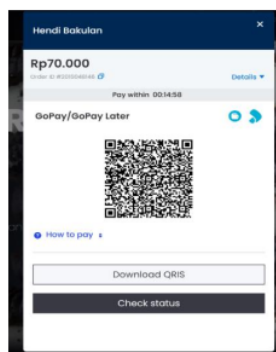 Hendi Bakulan
×
Rp70.000
Details
Pay within 00:14:58
GoPay/GoPay Later
How to pay
Download QRIS
Check status